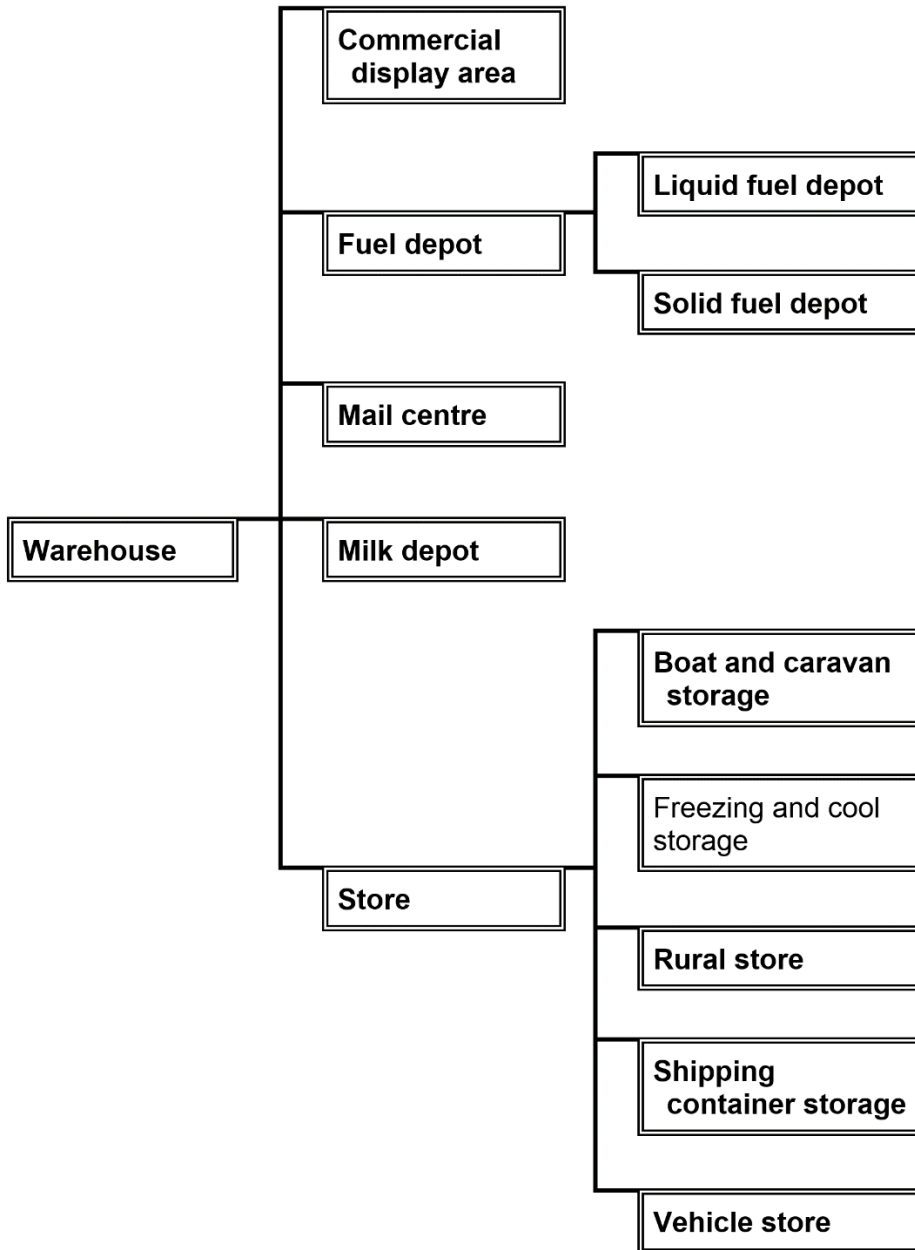 Commercial
display area
Liquid fuel depot
Fuel depot
Solid fuel depot
Mail centre
Warehouse
Milk depot
Boat and caravan
storage
Freezing and cool
storage
Store
Rural store
Shipping
container storage
Vehicle store